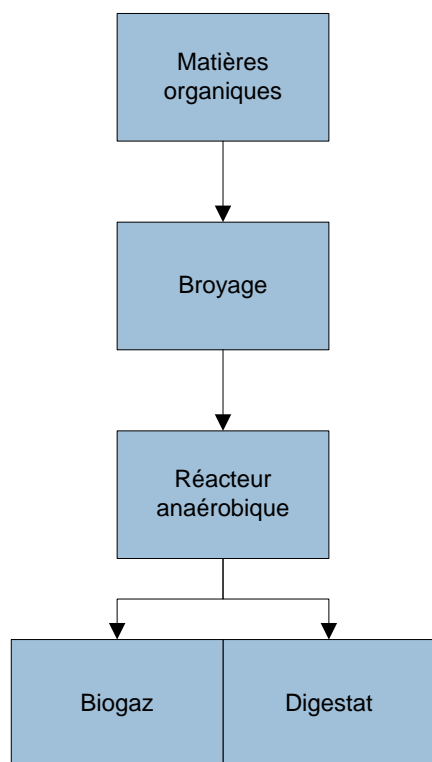 Matières
organiques
Broyage
Réacteur
anaérobique
Biogaz
Digestat